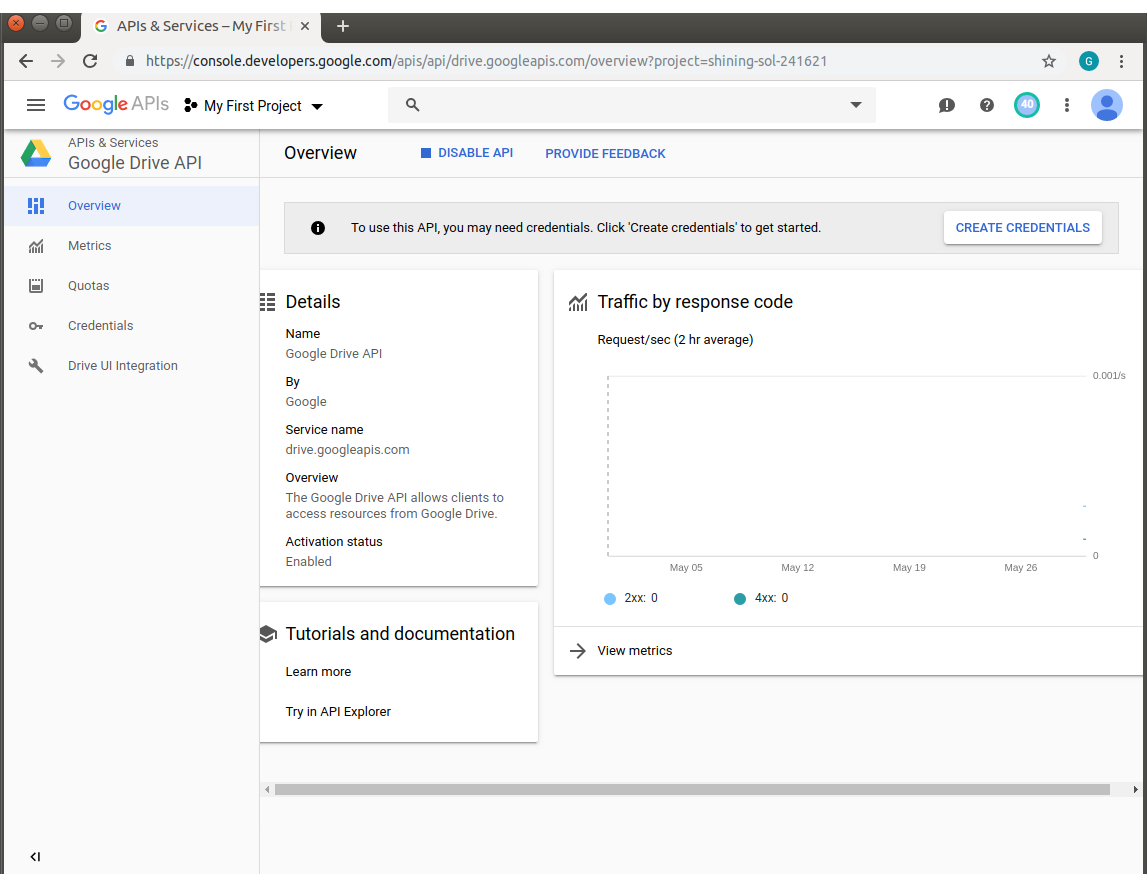 APIs & Services – My First
https://console.developers.google.com/apis/api/drive.googleapis.com/overview?project=shining-sol-241621
G
Google APIs
My First Project
40
APIs & Services
Google Drive API
Overview
DISABLE API
PROVIDE FEEDBACK
Overview
Metrics
Quotas
Credentials
Drive UI Integration
To use this API, you may need credentials. Click 'Create credentials' to get started.
CREATE CREDENTIALS
Details
Name
Google Drive API
By
Google
Service name
drive.googleapis.com
Overview
The Google Drive API allows clients to
access resources from Google Drive.
Activation status
Enabled
Tutorials and documentation
Learn more
Try in API Explorer
Traffic by response code
Request/sec (2 hr average)
0.001/s
0
May 05
May 12
May 19
May 26
2xx: 0
4xx: 0
View metrics